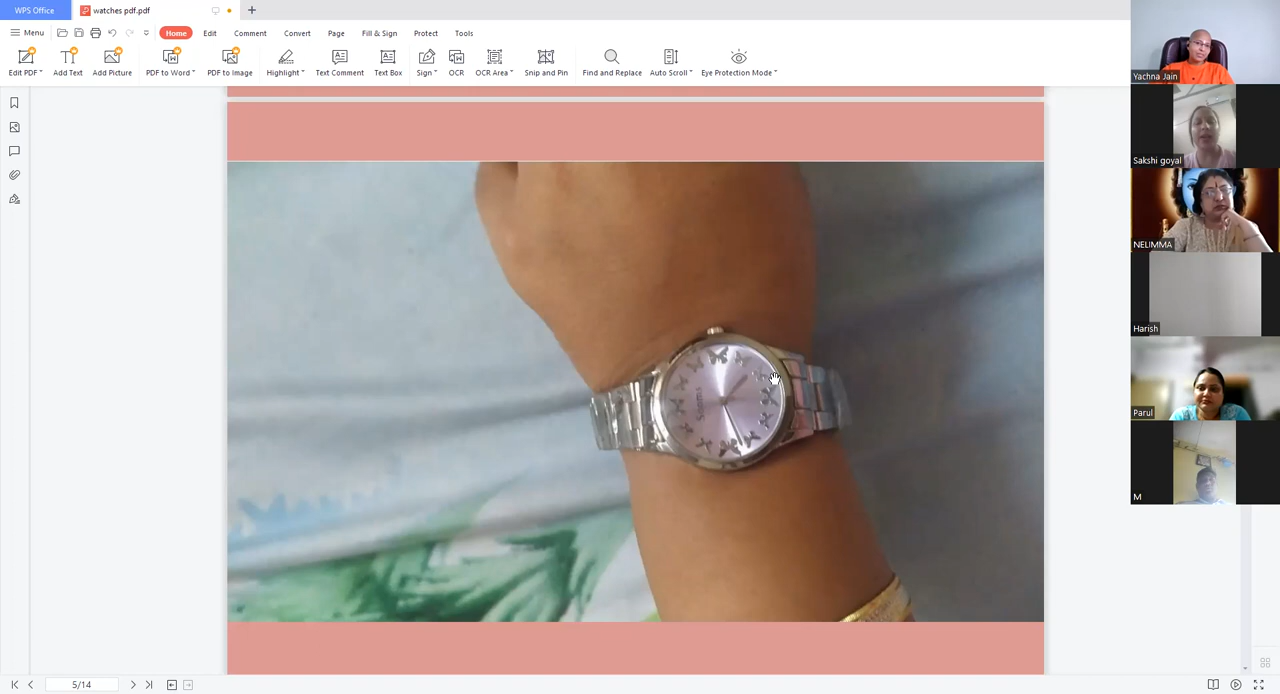 WPS Office
watches pdf.pdf
Menu
Home
Edit
Comment
Convert
Page
Fill & Sign
Protect
Tools
Edit PDF
Add Text
Add Picture
PDF to Word
PDF to Image
Highlight
Text Comment
Text Box
Sign
OCR
OCR Area
Snip and Pin
Find and Replace
Auto Scroll
Eye Protection Mode
Yachna Jain
Sakshi goyal
NELIMMA
Harish
Parul
M
5/14